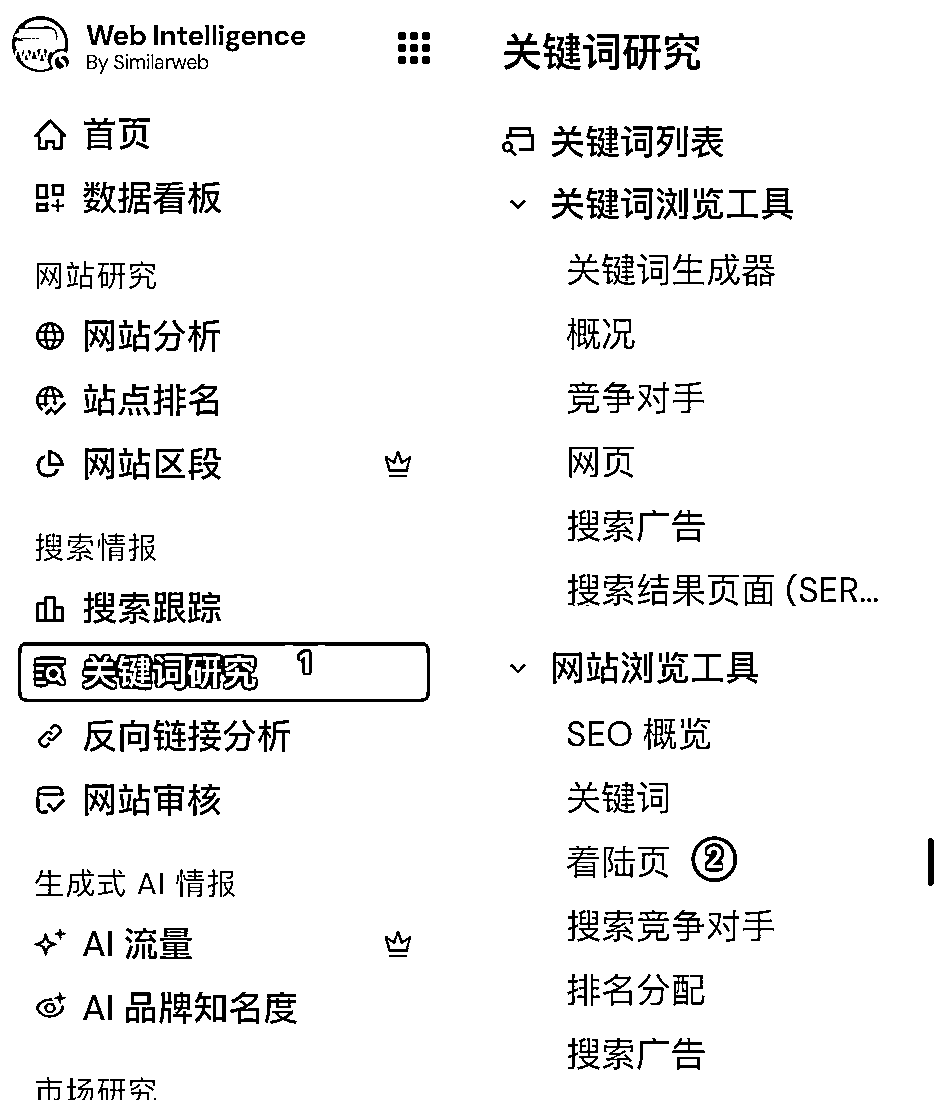 Web Intelligence
By Similarweb
首页
数据看板
网站研究
网站分析
站点排名
网站区段
搜索情报
搜索跟踪
关键词研究 1
反向链接分析
网站审核
生成式 AI 情报
AI 流量
AI 品牌知名度
市场研究
关键词研究
关键词列表
关键词浏览工具
关键词生成器
概况
竞争对手
网页
搜索广告
搜索结果页面 (SER...
网站浏览工具
SEO 概览
关键词
着陆页 ②
搜索竞争对手
排名分配
搜索广告